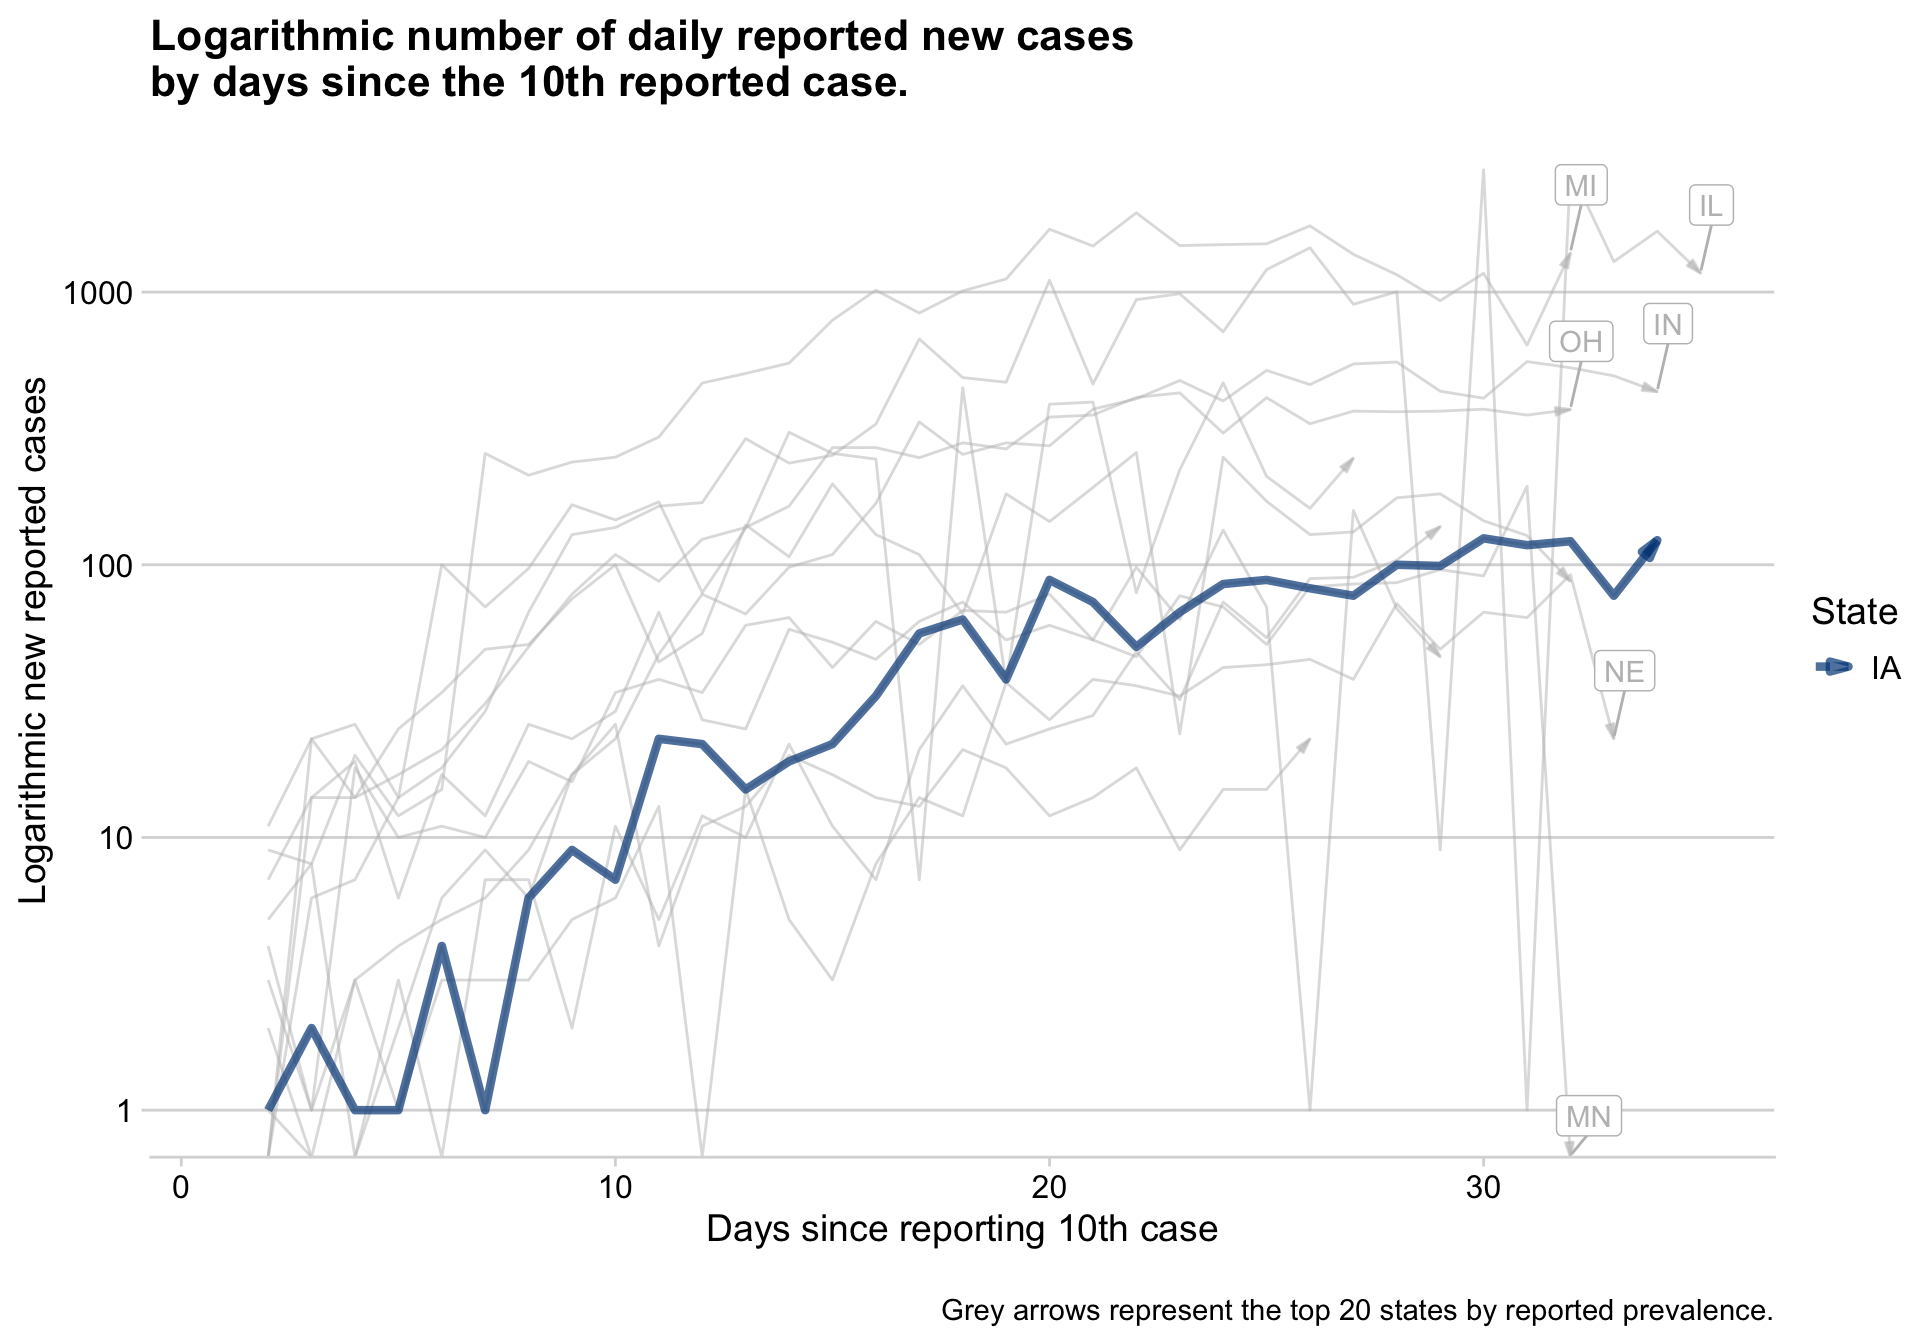 Logarithmic number of daily reported new cases
by days since the 10th reported case.
MI
IL
1000
IN
OH
Logarithmic new reported cases
100
State
IA
NE
10
1
MN
0 10 20 30
Days since reporting 10th case
Grey arrows represent the top 20 states by reported prevalence.